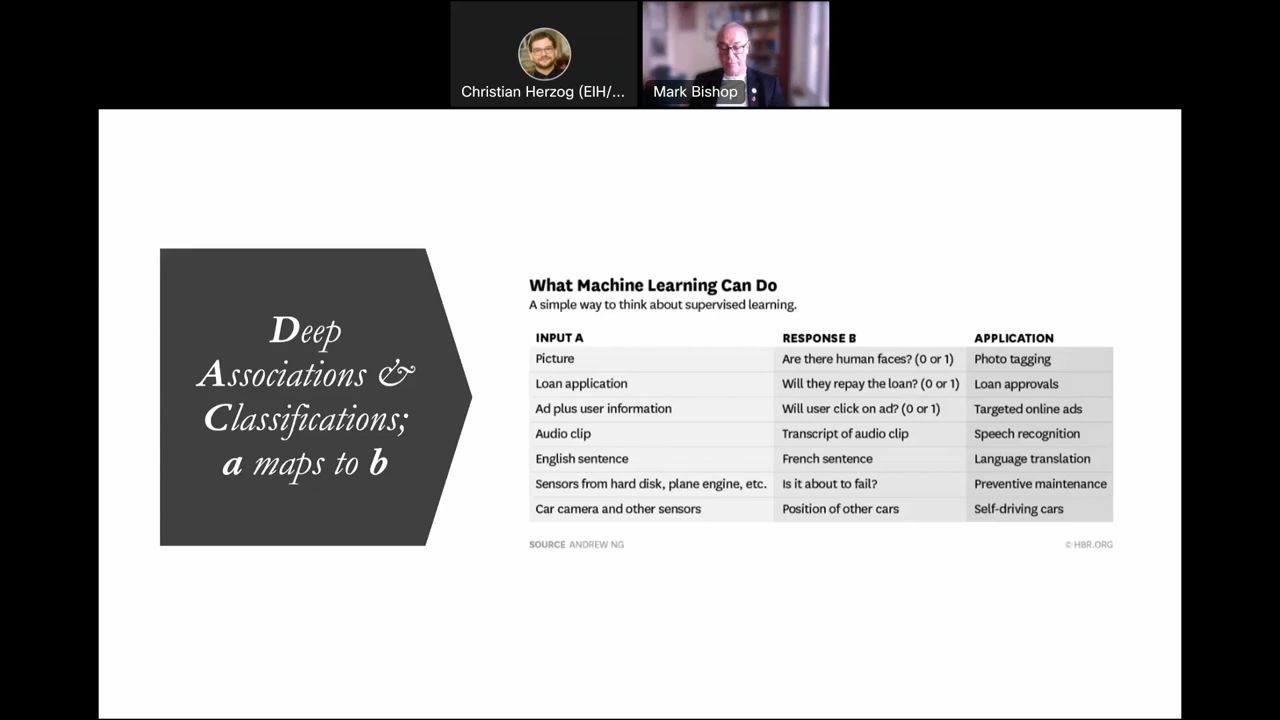 Christian Herzog (EIH/...
Mark Bishop
Deep
Associations &
Classifications;
a maps to b
What Machine Learning Can Do
A simple way to think about supervised learning.
INPUT A RESPONSE B APPLICATION
Picture Are there human faces? (0 or 1) Photo tagging
Loan application Will they repay the loan? (0 or 1) Loan approvals
Ad plus user information Will user click on ad? (0 or 1) Targeted online ads
Audio clip Transcript of audio clip Speech recognition
English sentence French sentence Language translation
Sensors from hard disk, plane engine, etc. Is it about to fail? Preventive maintenance
Car camera and other sensors Position of other cars Self-driving cars
SOURCE ANDREW NG © HBR.ORG